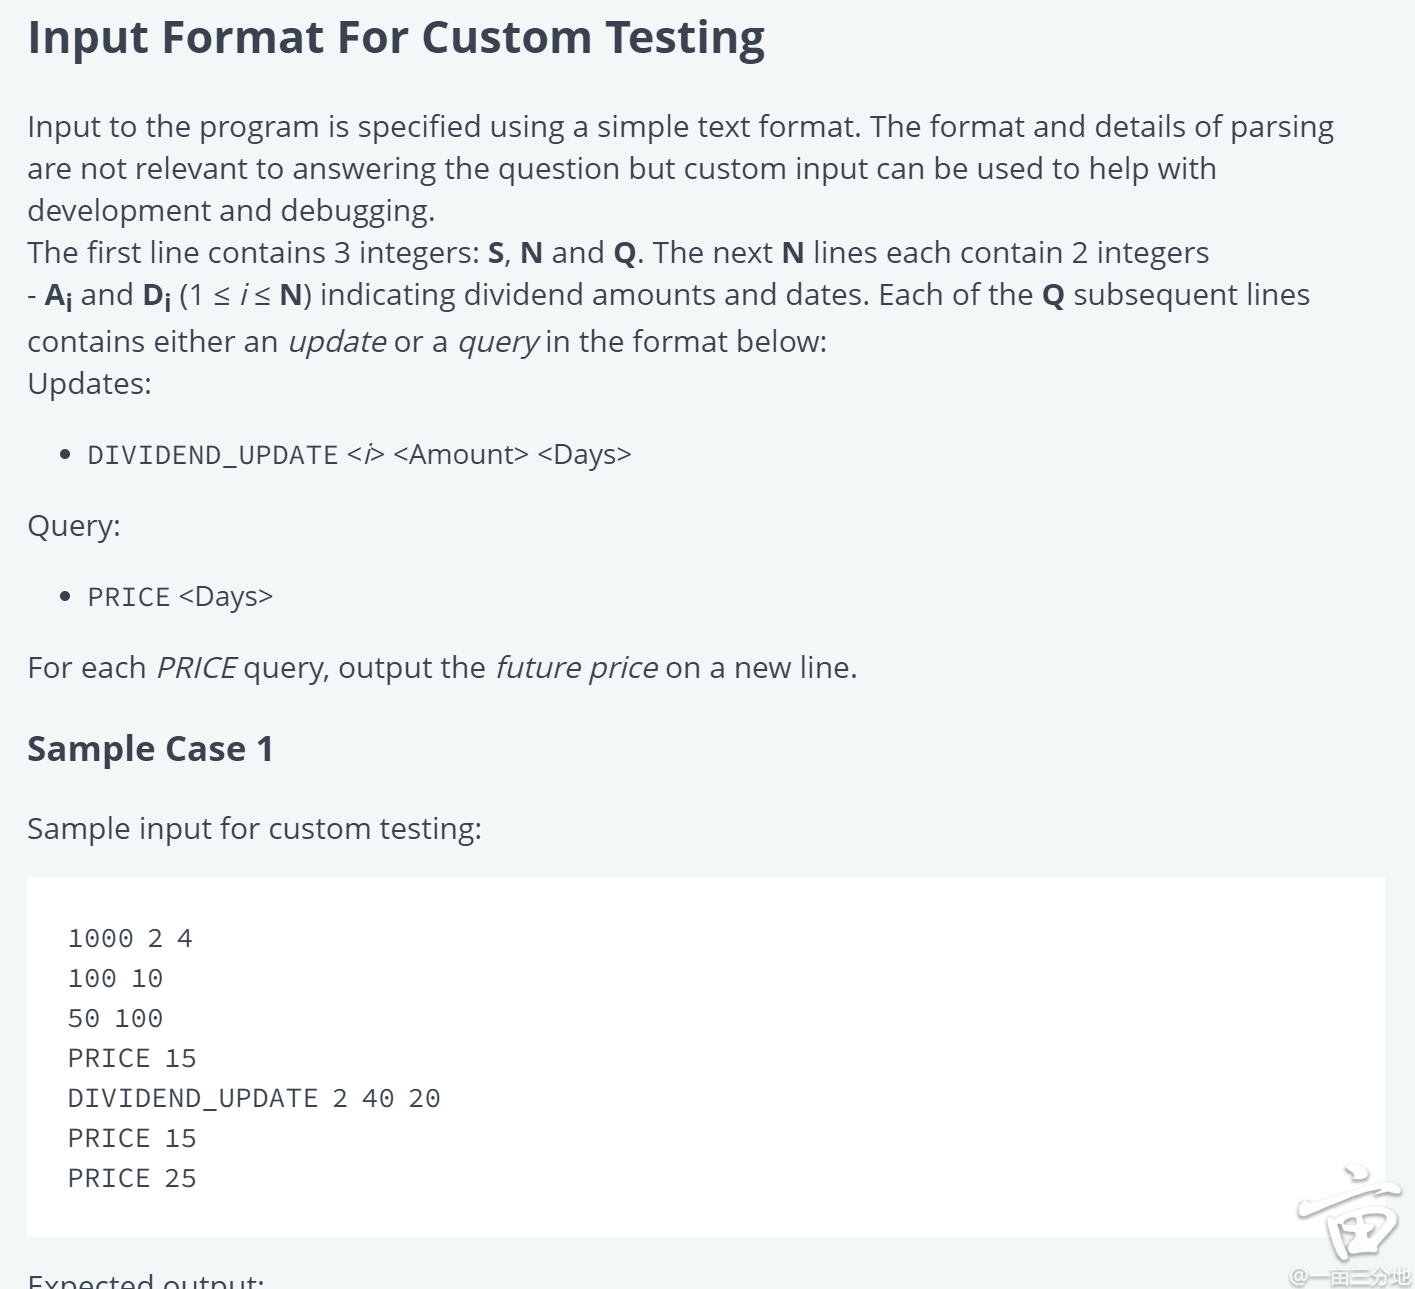 Input Format For Custom Testing
Input to the program is specified using a simple text format. The format and details of parsing
are not relevant to answering the question but custom input can be used to help with
development and debugging.
The first line contains 3 integers: S, N and Q. The next N lines each contain 2 integers
- Ai and Di (1 ≤ i ≤ N) indicating dividend amounts and dates. Each of the Q subsequent lines
contains either an update or a query in the format below:
Updates:
• DIVIDEND_UPDATE <i> <Amount> <Days>
Query:
• PRICE <Days>
For each PRICE query, output the future price on a new line.
Sample Case 1
Sample input for custom testing:
1000 2 4
100 10
50 100
PRICE 15
DIVIDEND_UPDATE 2 40 20
PRICE 15
PRICE 25
亩
@一亩三分地
Expected output: